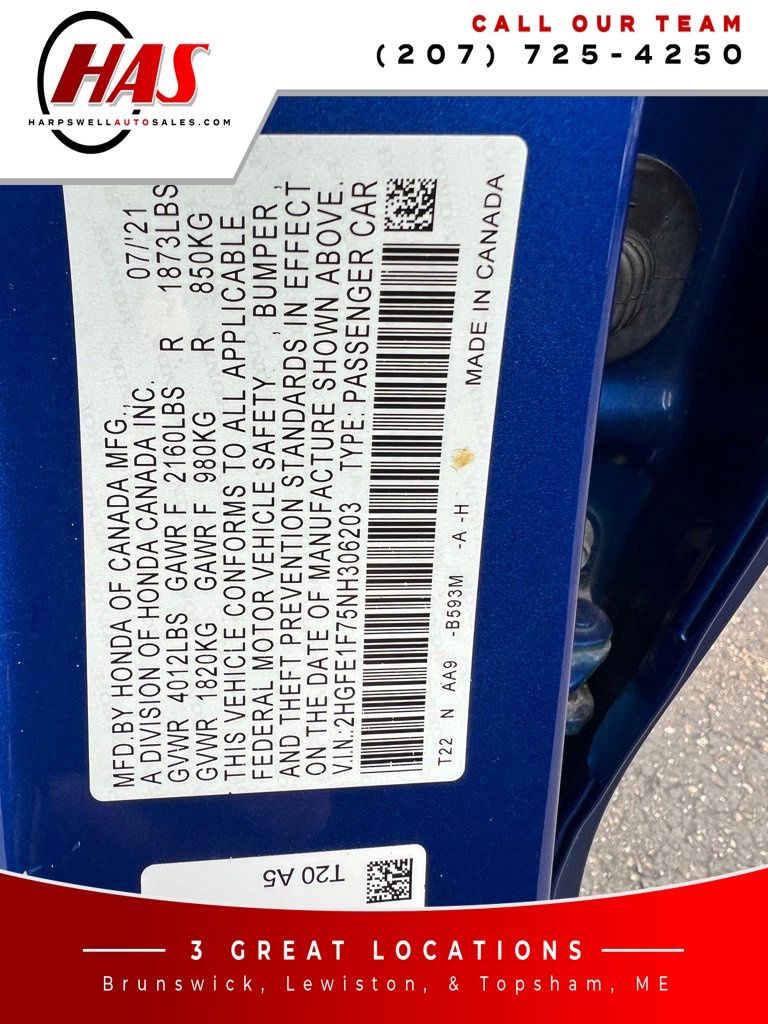 HAS
HARPSWELLAUTOSALES.COM
CALL OUR TEAM
(207) 725-4250
MFD.BY HONDA OF CANADA MFG., 07/'21
A DIVISION OF HONDA CANADA INC.
GVWR 4012LBS GAWR F 2160LBS R 1873LBS
GVWR 1820KG GAWR F 980KG R 850KG
THIS VEHICLE CONFORMS TO ALL APPLICABLE
FEDERAL MOTOR VEHICLE SAFETY , BUMPER ,
AND THEFT PREVENTION STANDARDS IN EFFECT
ON THE DATE OF MANUFACTURE SHOWN ABOVE.
V.I.N.:2HGFE1F75NH306203 TYPE: PASSENGER CAR
T22 N AA9 -B593M -A -H
MADE IN CANADA
T20 A5
3 GREAT LOCATIONS
Brunswick, Lewiston, & Topsham, ME